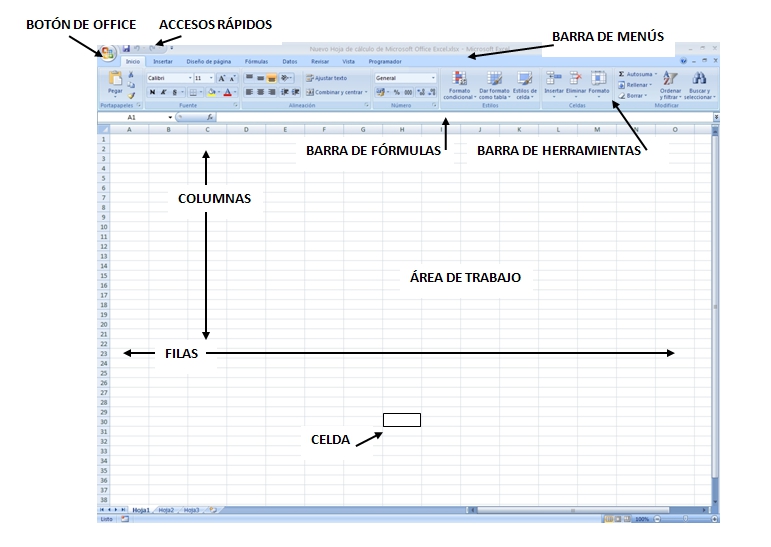 BOTÓN DE OFFICE
ACCESOS RÁPIDOS
BARRA DE MENÚS
Nuevo Hoja de cálculo de Microsoft Office Excel.xlsx - Microsoft Excel
Inicio Insertar Diseño de página Fórmulas Datos Revisar Vista Programador
Pegar
Calibri 11
N K S
Ajustar texto
Combinar y centrar
General
% 000
Formato condicional
Dar formato como tabla
Estilos de celda
Insertar Eliminar Formato
Σ Autosuma
Rellenar
Borrar
Ordenar y filtrar
Buscar y seleccionar
Portapapeles Fuente Alineación Número Estilos Celdas Modificar
A1 fx
A B C D E F G H I J K L M N O
BARRA DE FÓRMULAS
BARRA DE HERRAMIENTAS
1
2
3
4
5
6
7
8
9
10
11
12
13
14
15
16
17
18
19
20
21
22
23
24
25
26
27
28
29
30
31
32
33
34
35
36
37
38
COLUMNAS
ÁREA DE TRABAJO
FILAS
CELDA
Hoja1 Hoja2 Hoja3
Listo 100%